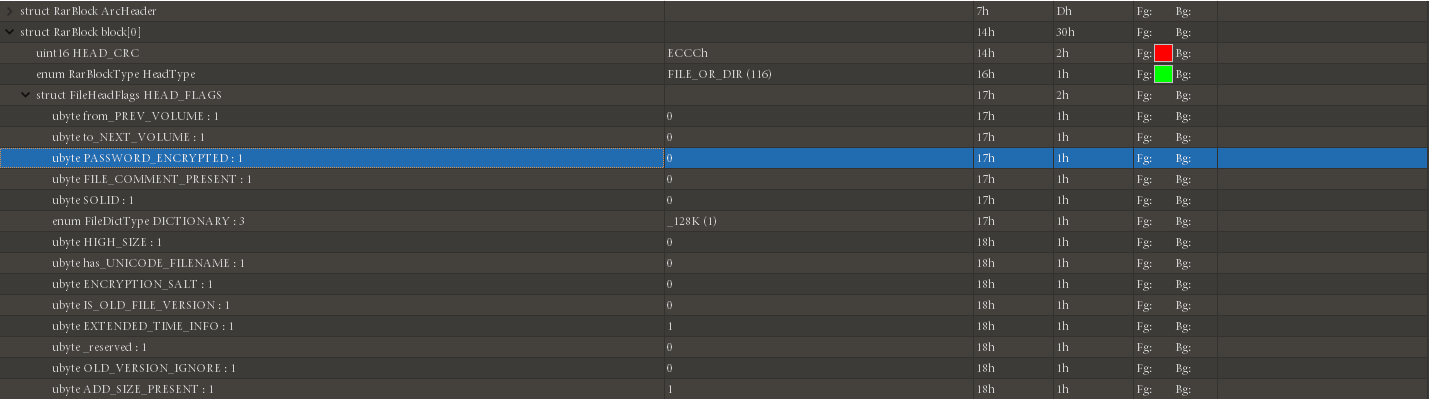 struct RarBlock ArcHeader 7h Dh Fg: Bg:
struct RarBlock block[0] 14h 30h Fg: Bg:
uint16 HEAD_CRC ECCCh 14h 2h Fg: Bg:
enum RarBlockType HeadType FILE_OR_DIR (116) 16h 1h Fg: Bg:
struct FileHeadFlags HEAD_FLAGS 17h 2h Fg: Bg:
ubyte from_PREV_VOLUME : 1 0 17h 1h Fg: Bg:
ubyte to_NEXT_VOLUME : 1 0 17h 1h Fg: Bg:
ubyte PASSWORD_ENCRYPTED : 1 0 17h 1h Fg: Bg:
ubyte FILE_COMMENT_PRESENT : 1 0 17h 1h Fg: Bg:
ubyte SOLID : 1 0 17h 1h Fg: Bg:
enum FileDictType DICTIONARY : 3 _128K (1) 17h 1h Fg: Bg:
ubyte HIGH_SIZE : 1 0 18h 1h Fg: Bg:
ubyte has_UNICODE_FILENAME : 1 0 18h 1h Fg: Bg:
ubyte ENCRYPTION_SALT : 1 0 18h 1h Fg: Bg:
ubyte IS_OLD_FILE_VERSION : 1 0 18h 1h Fg: Bg:
ubyte EXTENDED_TIME_INFO : 1 1 18h 1h Fg: Bg:
ubyte _reserved : 1 0 18h 1h Fg: Bg:
ubyte OLD_VERSION_IGNORE : 1 0 18h 1h Fg: Bg:
ubyte ADD_SIZE_PRESENT : 1 1 18h 1h Fg: Bg: